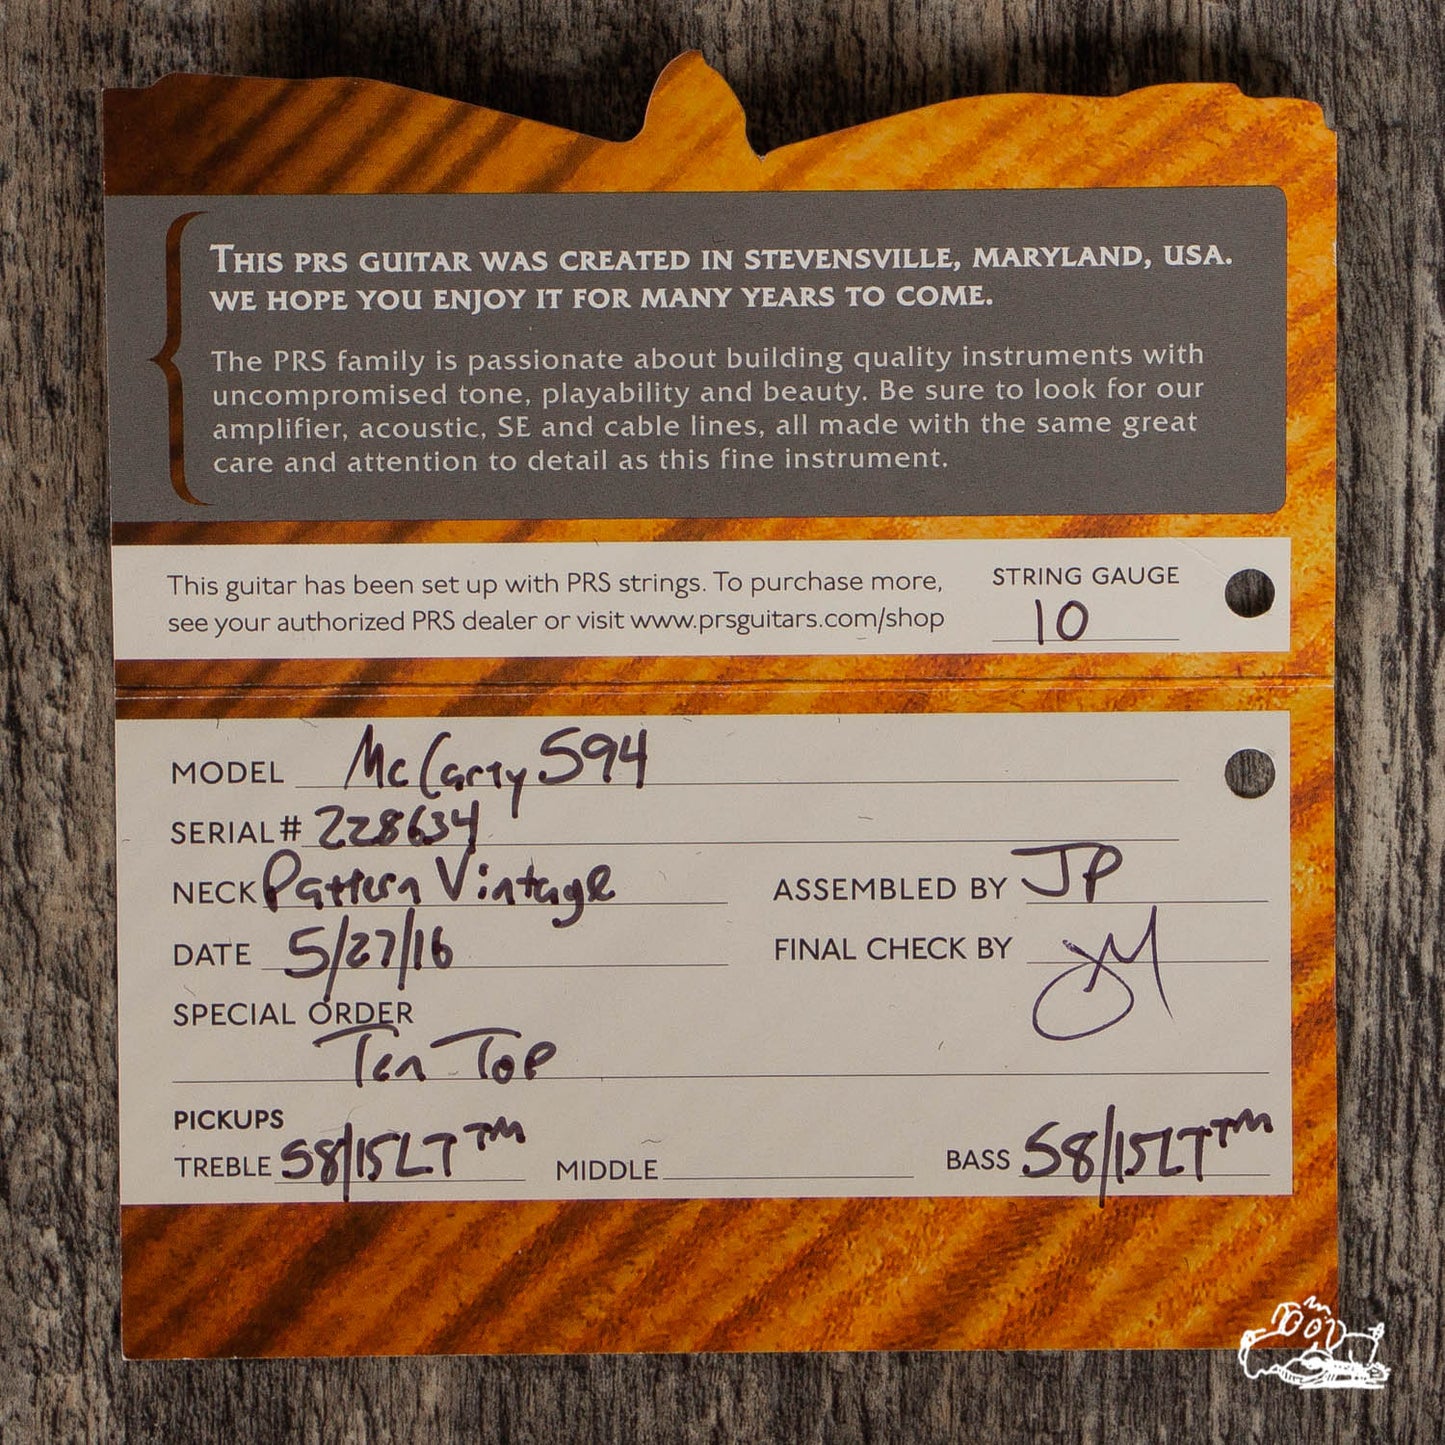 THIS PRS GUITAR WAS CREATED IN STEVENSVILLE, MARYLAND, USA.
WE HOPE YOU ENJOY IT FOR MANY YEARS TO COME.
The PRS family is passionate about building quality instruments with
uncompromised tone, playability and beauty. Be sure to look for our
amplifier, acoustic, SE and cable lines, all made with the same great
care and attention to detail as this fine instrument.
This guitar has been set up with PRS strings. To purchase more,
see your authorized PRS dealer or visit www.prsguitars.com/shop
STRING GAUGE
10
MODEL McCarty 594
SERIAL# 228634
NECK Pattern Vintage
ASSEMBLED BY JP
DATE 5/27/16
FINAL CHECK BY JM
SPECIAL ORDER
Ten Top
PICKUPS
TREBLE 58/15LT™ MIDDLE BASS 58/15LT™